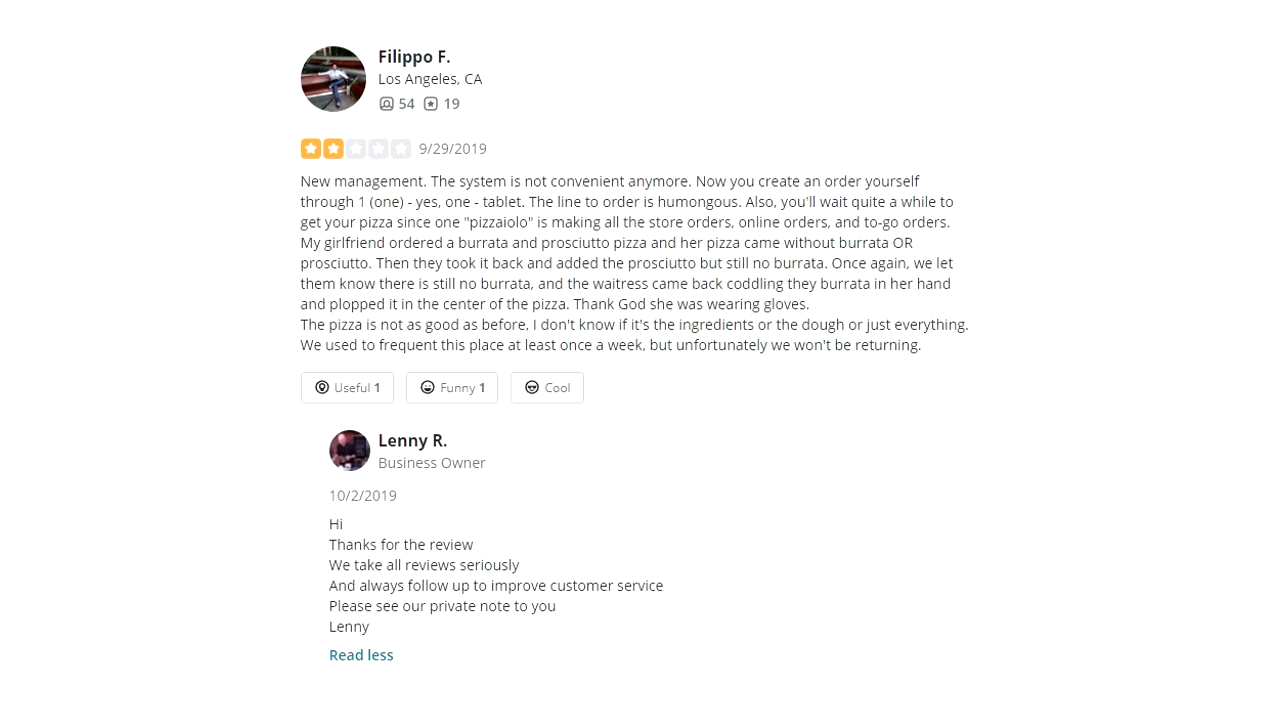 Filippo F.
Los Angeles, CA
54 19
9/29/2019
New management. The system is not convenient anymore. Now you create an order yourself
through 1 (one) - yes, one - tablet. The line to order is humongous. Also, you'll wait quite a while to
get your pizza since one "pizzaiolo" is making all the store orders, online orders, and to-go orders.
My girlfriend ordered a burrata and prosciutto pizza and her pizza came without burrata OR
prosciutto. Then they took it back and added the prosciutto but still no burrata. Once again, we let
them know there is still no burrata, and the waitress came back coddling they burrata in her hand
and plopped it in the center of the pizza. Thank God she was wearing gloves.
The pizza is not as good as before, I don't know if it's the ingredients or the dough or just everything.
We used to frequent this place at least once a week, but unfortunately we won't be returning.
Useful 1 Funny 1 Cool
Lenny R.
Business Owner
10/2/2019
Hi
Thanks for the review
We take all reviews seriously
And always follow up to improve customer service
Please see our private note to you
Lenny
Read less